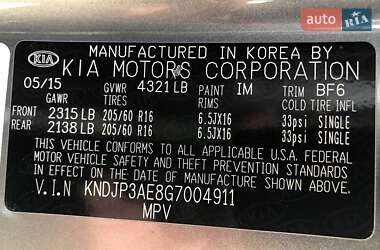 auto RIA
MANUFACTURED IN KOREA BY
KIA KIA MOTORS CORPORATION
05/15 GVWR 4321 LB PAINT IM TRIM BF6
GAWR TIRES RIMS COLD TIRE INFL
FRONT 2315 LB 205/60 R16 6.5JX16 33psi SINGLE
REAR 2138 LB 205/60 R16 6.5JX16 33psi SINGLE
THIS VEHICLE CONFORMS TO ALL APPLICABLE U.S.A. FEDERAL
MOTOR VEHICLE SAFETY AND THEFT PREVENTION STANDARDS IN
EFFECT ON THE DATE OF MANUFACTURE SHOWN ABOVE.
V.I.N KNDJP3AE8G7004911
MPV